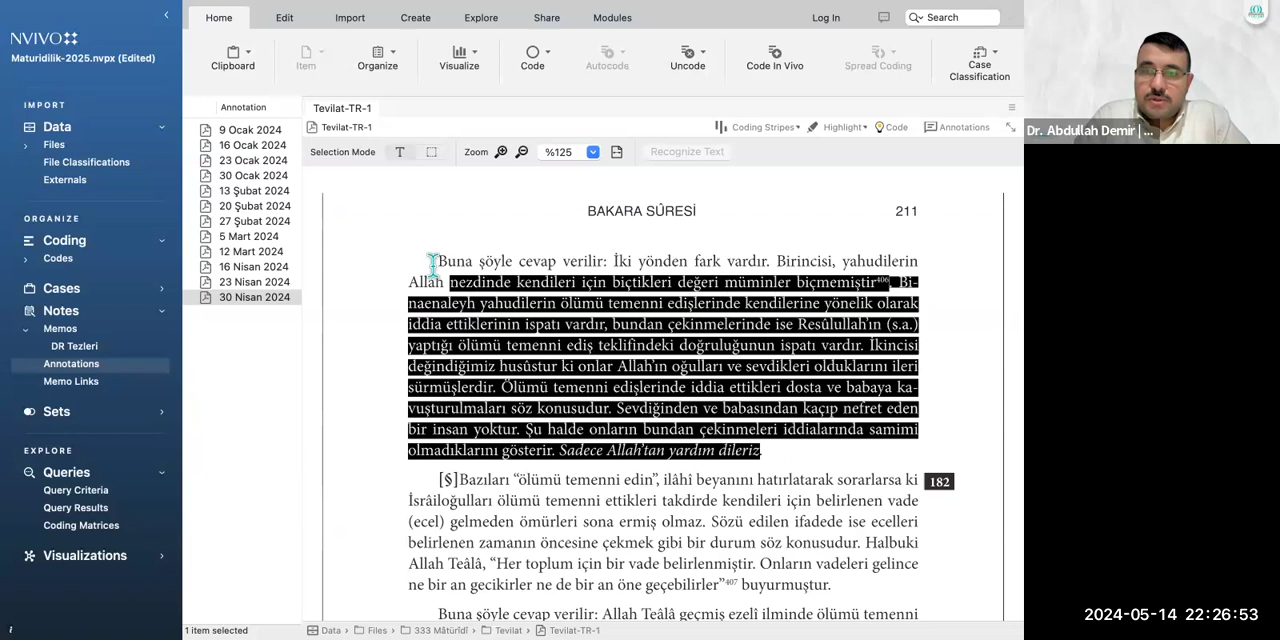 Home Edit Import Create Explore Share Modules Log In Search
NVIVO
Maturidilik-2025.nvpx (Edited)
Clipboard Item Organize Visualize Code Autocode Uncode Code In Vivo Spread Coding Case Classification
IMPORT
Data
Files
File Classifications
Externals
ORGANIZE
Coding
Codes
Cases
Notes
Memos
DR Tezleri
Annotations
Memo Links
Sets
EXPLORE
Queries
Query Criteria
Query Results
Coding Matrices
Visualizations
Annotation
9 Ocak 2024
16 Ocak 2024
23 Ocak 2024
30 Ocak 2024
13 Şubat 2024
20 Şubat 2024
27 Şubat 2024
5 Mart 2024
12 Mart 2024
16 Nisan 2024
23 Nisan 2024
30 Nisan 2024
1 item selected
Tevilat-TR-1
Tevilat-TR-1 Coding Stripes Highlight Code Annotations
Selection Mode T Zoom %125 Recognize Text
BAKARA SÛRESİ 211
Buna şöyle cevap verilir: İki yönden fark vardır. Birincisi, yahudilerin
Allah nezdinde kendileri için biçtikleri değeri müminler biçmemiştir406. Bi-
naenaleyh yahudilerin ölümü temenni edişlerinde kendilerine yönelik olarak
iddia ettiklerinin ispatı vardır, bundan çekinmelerinde ise Resûlullah'ın (s.a.)
yaptığı ölümü temenni ediş teklifindeki doğruluğunun ispatı vardır. İkincisi
değindiğimiz husûstur ki onlar Allah'ın oğulları ve sevdikleri olduklarını ileri
sürmüşlerdir. Ölümü temenni edişlerinde iddia ettikleri dosta ve babaya ka-
vuşturulmaları söz konusudur. Sevdiğinden ve babasından kaçıp nefret eden
bir insan yoktur. Şu halde onların bundan çekinmeleri iddialarında samimi
olmadıklarını gösterir. Sadece Allah'tan yardım dileriz.
[§]Bazıları “ölümü temenni edin”, ilâhî beyanını hatırlatarak sorarlarsa ki 182
İsrâiloğulları ölümü temenni ettikleri takdirde kendileri için belirlenen vade
(ecel) gelmeden ömürleri sona ermiş olmaz. Sözü edilen ifadede ise ecelleri
belirlenen zamanın öncesine çekmek gibi bir durum söz konusudur. Halbuki
Allah Teâlâ, “Her toplum için bir vade belirlenmiştir. Onların vadeleri gelince
ne bir an gecikirler ne de bir an öne geçebilirler”407 buyurmuştur.
Buna şöyle cevap verilir: Allah Teâlâ geçmiş ezelî ilminde ölümü temenni
Data Files 333 Mâtürîdî Tevilat Tevilat-TR-1
Dr. Abdullah Demir | ...
2024-05-14 22:26:53